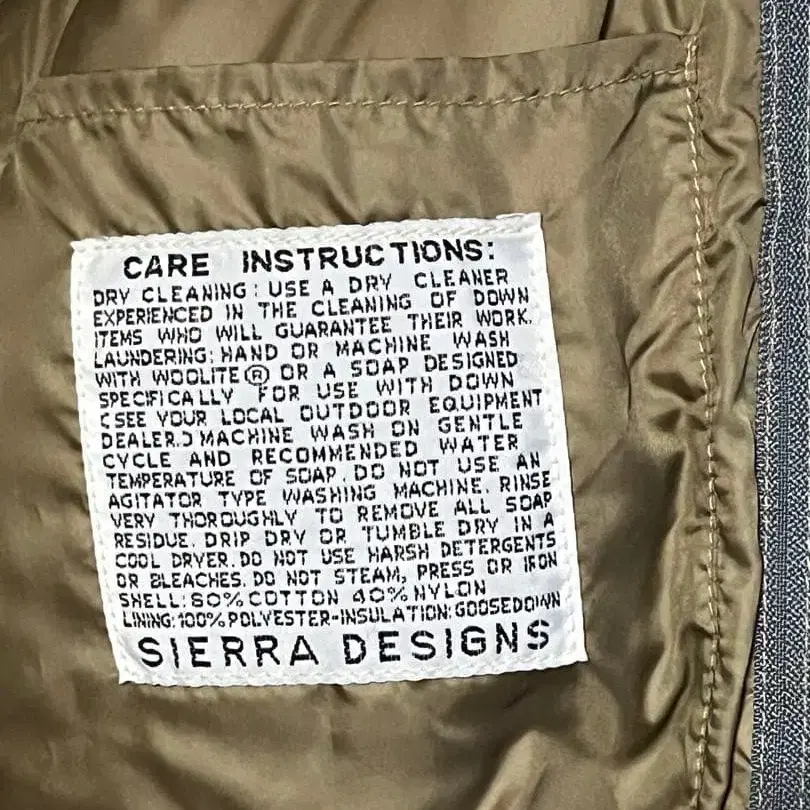 CARE INSTRUCTIONS:
DRY CLEANING: USE A DRY CLEANER
EXPERIENCED IN THE CLEANING OF DOWN
ITEMS WHO WILL GUARANTEE THEIR WORK.
LAUNDERING: HAND OR MACHINE WASH
WITH WOOLITE® OR A SOAP DESIGNED
SPECIFICALLY FOR USE WITH DOWN
(SEE YOUR LOCAL OUTDOOR EQUIPMENT
DEALER.) MACHINE WASH ON GENTLE
CYCLE AND RECOMMENDED WATER
TEMPERATURE OF SOAP. DO NOT USE AN
AGITATOR TYPE WASHING MACHINE. RINSE
VERY THOROUGHLY TO REMOVE ALL SOAP
RESIDUE. DRIP DRY OR TUMBLE DRY IN A
COOL DRYER. DO NOT USE HARSH DETERGENTS
OR BLEACHES. DO NOT STEAM, PRESS OR IRON
SHELL: 60% COTTON 40% NYLON
LINING: 100% POLYESTER-INSULATION: GOOSEDOWN
SIERRA DESIGNS